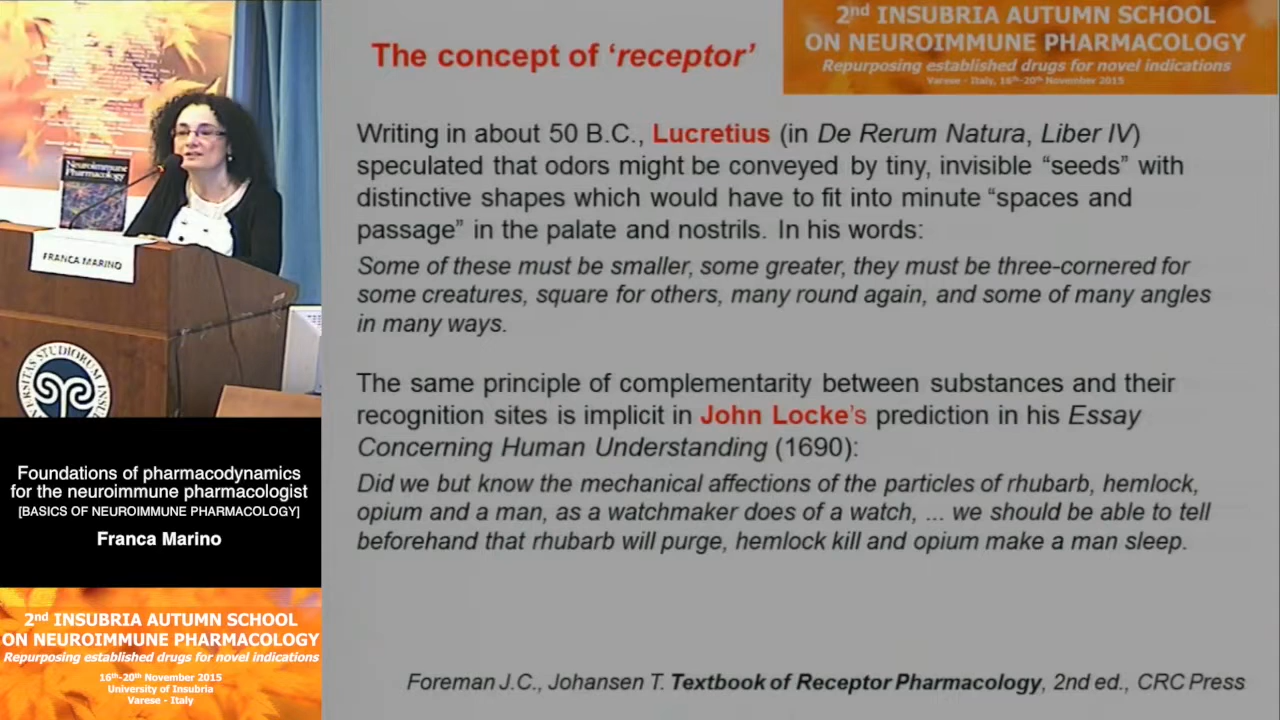 The concept of ‘receptor’
2nd INSUBRIA AUTUMN SCHOOL
ON NEUROIMMUNE PHARMACOLOGY
Repurposing established drugs for novel indications
Varese - Italy, 16th-20th November 2015
Writing in about 50 B.C., Lucretius (in De Rerum Natura, Liber IV)
speculated that odors might be conveyed by tiny, invisible “seeds” with
distinctive shapes which would have to fit into minute “spaces and
passage” in the palate and nostrils. In his words:
Some of these must be smaller, some greater, they must be three-cornered for
some creatures, square for others, many round again, and some of many angles
in many ways.
The same principle of complementarity between substances and their
recognition sites is implicit in John Locke’s prediction in his Essay
Concerning Human Understanding (1690):
Did we but know the mechanical affections of the particles of rhubarb, hemlock,
opium and a man, as a watchmaker does of a watch, ... we should be able to tell
beforehand that rhubarb will purge, hemlock kill and opium make a man sleep.
Foreman J.C., Johansen T. Textbook of Receptor Pharmacology, 2nd ed., CRC Press
Neuroimmune
Pharmacology
FRANCA MARINO
Foundations of pharmacodynamics
for the neuroimmune pharmacologist
[BASICS OF NEUROIMMUNE PHARMACOLOGY]
Franca Marino
2nd INSUBRIA AUTUMN SCHOOL
ON NEUROIMMUNE PHARMACOLOGY
Repurposing established drugs for novel indications
16th-20th November 2015
University of Insubria
Varese - Italy